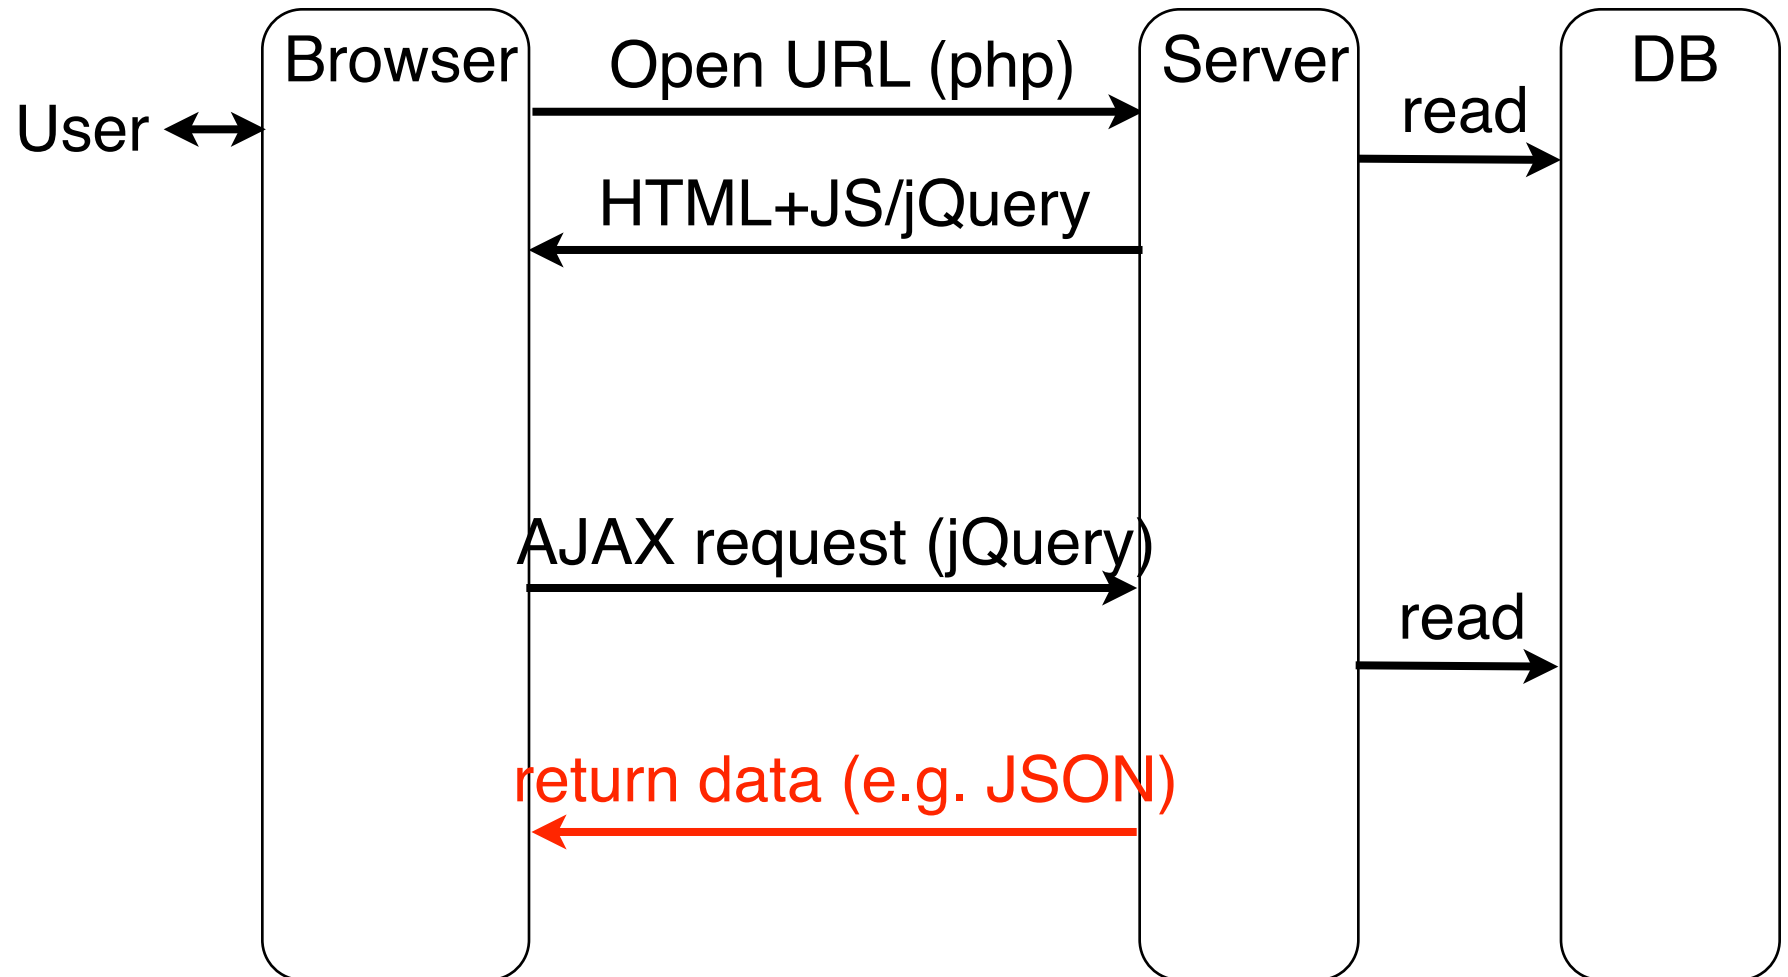 Browser
Open URL (php)
Server
DB
User
read
HTML+JS/jQuery
AJAX request (jQuery)
read
return data (e.g. JSON)